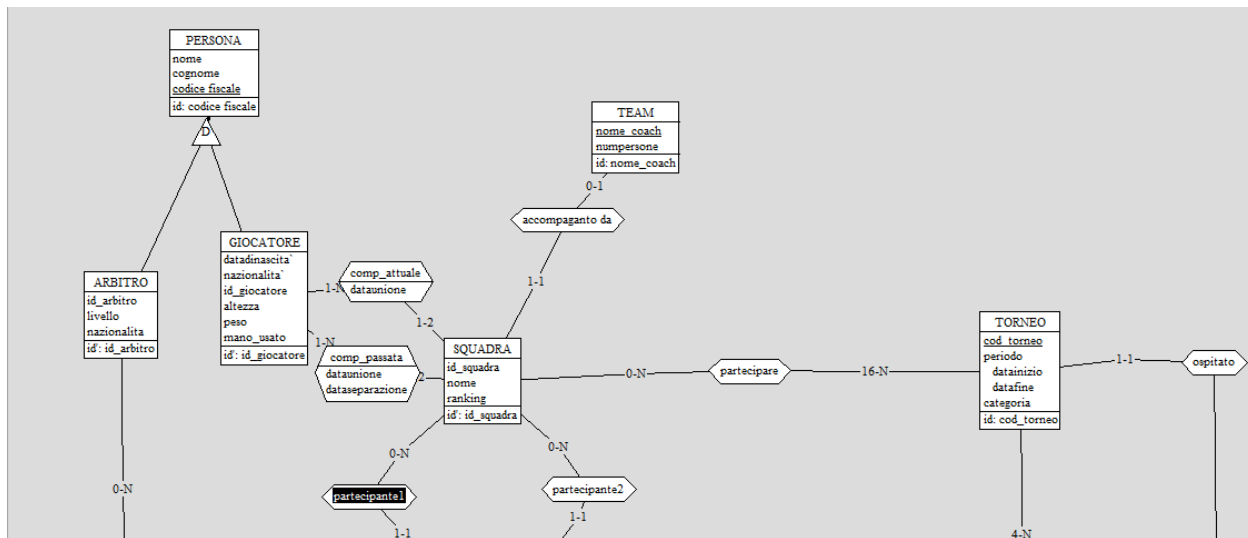 PERSONA
nome
cognome
codice fiscale
id: codice fiscale
D
TEAM
nome_coach
numpersone
id: nome_coach
0-1
accompaganto da
1-1
GIOCATORE
datadinascita`
nazionalita`
id_giocatore
altezza
peso
mano_usato
id': id_giocatore
ARBITRO
id_arbitro
livello
nazionalita
id': id_arbitro
0-N
1-N
comp_attuale
dataunione
1-2
1-N
comp_passata
dataunione
dataseparazione
2
SQUADRA
id_squadra
nome
ranking
id': id_squadra
0-N
partecipare
16-N
TORNEO
cod_torneo
periodo
datainizio
datafine
categoria
id: cod_torneo
1-1
ospitato
0-N
partecipante1
1-1
0-N
partecipante2
1-1
4-N